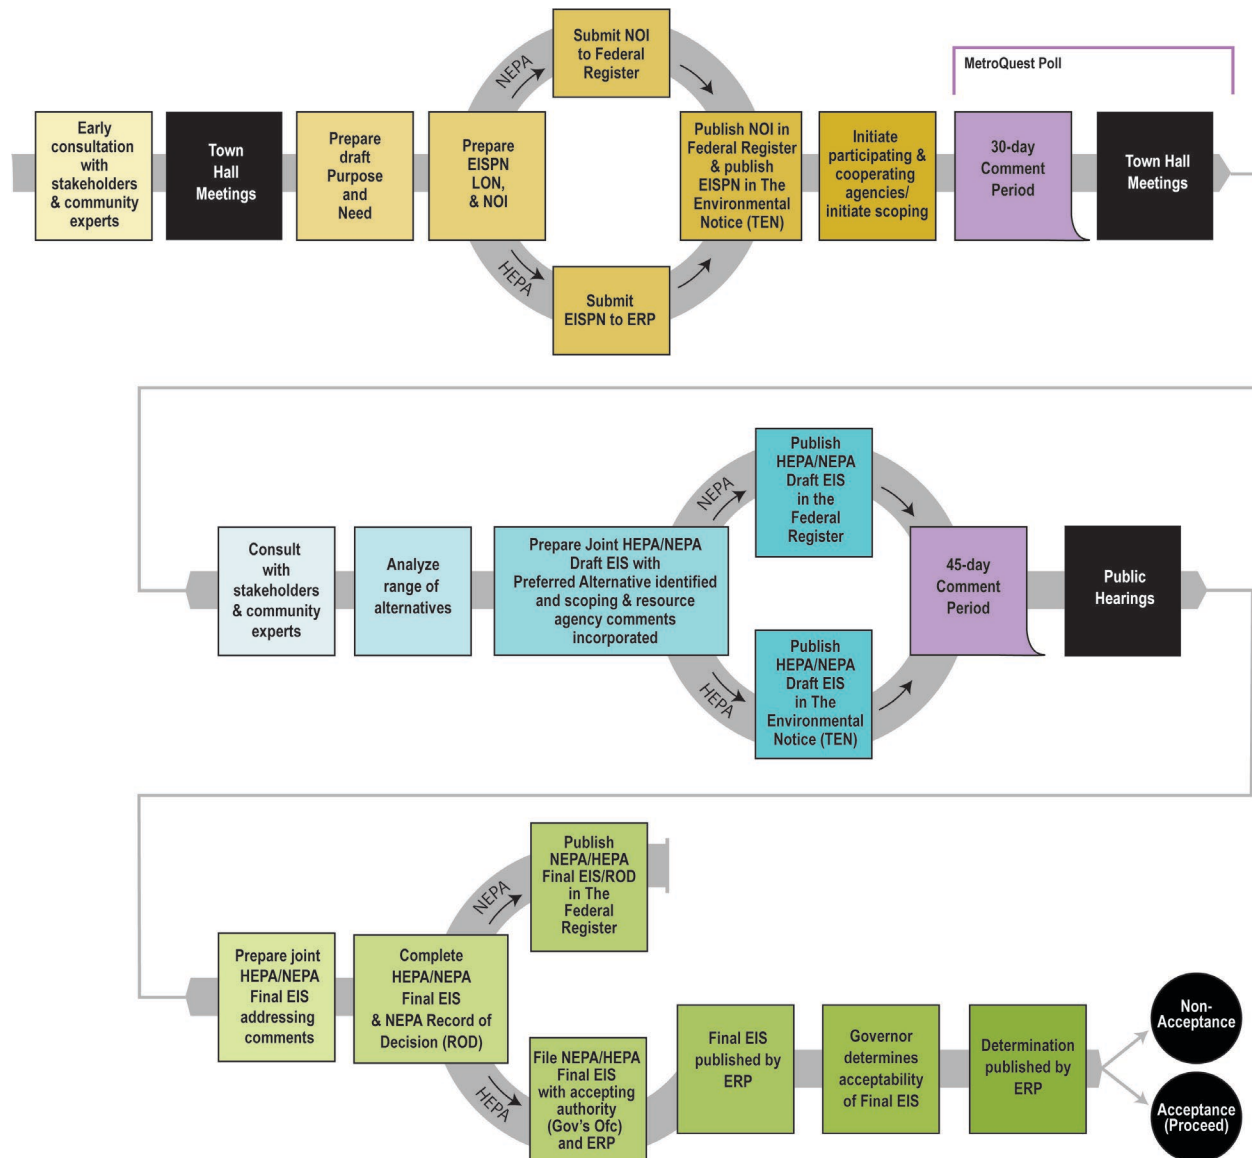 Early
consultation
with
stakeholders
& community
experts
Town
Hall
Meetings
Prepare
draft
Purpose
and
Need
Prepare
EISPN
LON,
& NOI
NEPA
Submit NOI
to Federal
Register
HEPA
Submit
EISPN to ERP
Publish NOI in
Federal Register
& publish
EISPN in The
Environmental
Notice (TEN)
Initiate
participating &
cooperating
agencies/
initiate scoping
MetroQuest Poll
30-day
Comment
Period
Town Hall
Meetings
Consult
with
stakeholders
& community
experts
Analyze
range of
alternatives
Prepare Joint HEPA/NEPA
Draft EIS with
Preferred Alternative identified
and scoping & resource
agency comments
incorporated
NEPA
Publish
HEPA/NEPA
Draft EIS
in the
Federal
Register
HEPA
Publish
HEPA/NEPA
Draft EIS
in The
Environmental
Notice (TEN)
45-day
Comment
Period
Public
Hearings
Prepare joint
HEPA/NEPA
Final EIS
addressing
comments
Complete
HEPA/NEPA
Final EIS
& NEPA Record of
Decision (ROD)
NEPA
Publish
NEPA/HEPA
Final EIS/ROD
in The
Federal
Register
HEPA
File NEPA/HEPA
Final EIS
with accepting
authority
(Gov's Ofc)
and ERP
Final EIS
published by
ERP
Governor
determines
acceptability
of Final EIS
Determination
published by
ERP
Non-
Acceptance
Acceptance
(Proceed)